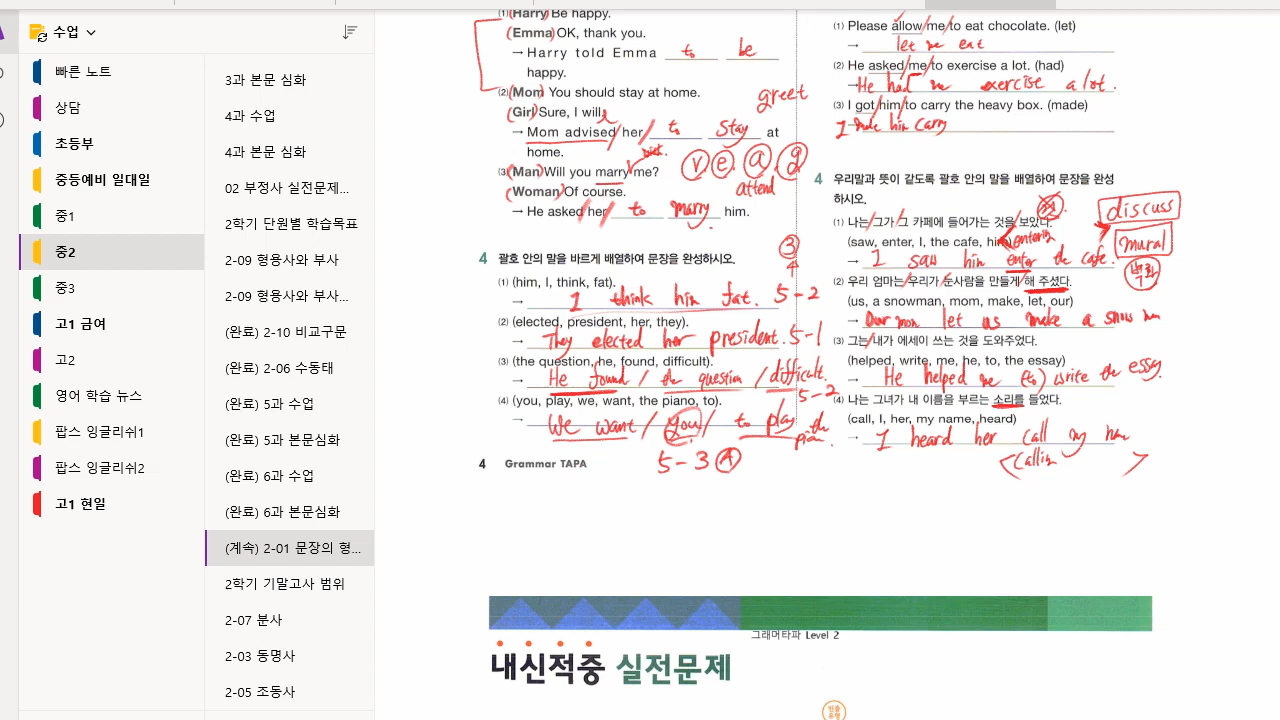 수업
빠른 노트
상담
초등부
중등예비 일대일
중1
중2
중3
고1 금여
고2
영어 학습 뉴스
팝스 잉글리쉬1
팝스 잉글리쉬2
고1 현일
3과 본문 심화
4과 수업
4과 본문 심화
02 부정사 실전문제...
2학기 단원별 학습목표
2-09 형용사와 부사
2-09 형용사와 부사...
(완료) 2-10 비교구문
(완료) 2-06 수동태
(완료) 5과 수업
(완료) 5과 본문심화
(완료) 6과 수업
(완료) 6과 본문심화
(계속) 2-01 문장의 형...
2학기 기말고사 범위
2-07 분사
2-03 동명사
2-05 조동사
(1) (Harry) Be happy.
(Emma) OK, thank you.
→ Harry told Emma to be
happy.
(2) (Mom) You should stay at home.
greet
(Girl) Sure, I will.
→ Mom advised / her / to stay at
home.
(3) (Man) Will you marry me?
v e a g
attend
(Woman) Of course.
→ He asked / her / to marry him.
4 괄호 안의 말을 바르게 배열하여 문장을 완성하시오.
3
(1) (him, I, think, fat).
→ I think him fat. 5-2
(2) (elected, president, her, they).
→ They elected her president. 5-1
(3) (the question, he, found, difficult).
→ He found / the question / difficult.
5-2
(4) (you, play, we, want, the piano, to).
→ We want / you / to play the
piano.
5-3 A
4 Grammar TAPA
(1) Please allow / me / to eat chocolate. (let)
→ let me eat
(2) He asked / me / to exercise a lot. (had)
→ He had me exercise a lot.
(3) I got / him / to carry the heavy box. (made)
→ I made him carry
4 우리말과 뜻이 같도록 괄호 안의 말을 배열하여 문장을 완성
하시오.
(1) 나는 / 그가 / 그 카페에 들어가는 것을 보았다.
discuss
(saw, enter, I, the cafe, him) entering
mural
→ I saw him enter the cafe.
벽화
(2) 우리 엄마는 / 우리가 / 눈사람을 만들게 해 주셨다.
(us, a snowman, mom, make, let, our)
→ Our mom let us make a snow man
(3) 그는 / 내가 에세이 쓰는 것을 도와주었다.
(helped, write, me, he, to, the essay)
→ He helped me (to) write the essay.
(4) 나는 그녀가 내 이름을 부르는 소리를 들었다.
(call, I, her, my name, heard)
→ I heard her call my name
그래머타파 Level 2
내신적중 실전문제